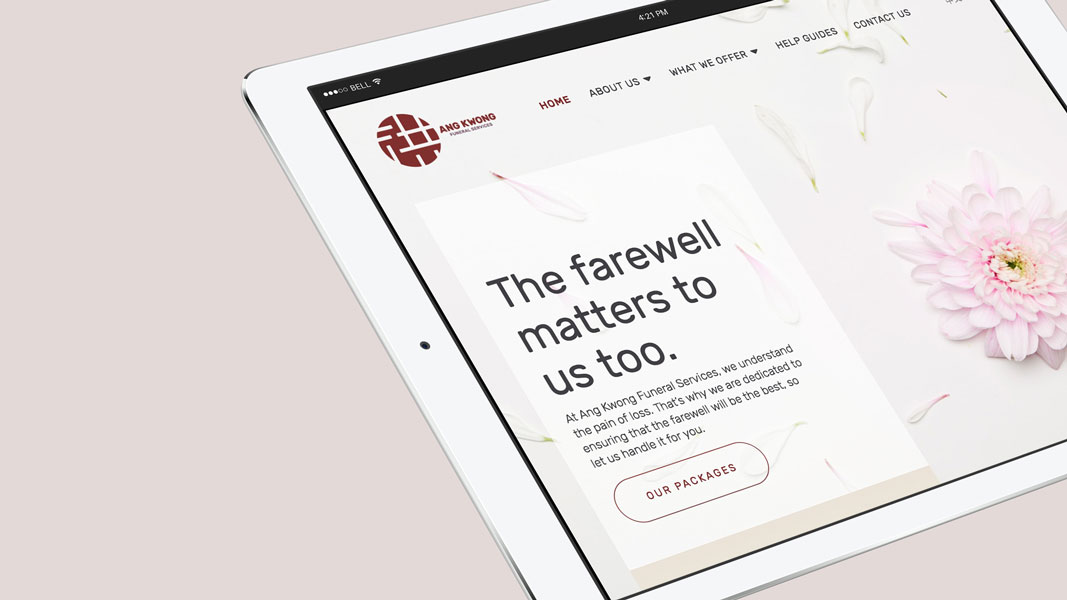 BELL
4:21 PM
ANG KWONG
FUNERAL SERVICES
HOME
ABOUT US
WHAT WE OFFER
HELP GUIDES
CONTACT US
The farewell
matters to
us too.
At Ang Kwong Funeral Services, we understand
the pain of loss. That's why we are dedicated to
ensuring that the farewell will be the best, so
let us handle it for you.
OUR PACKAGES